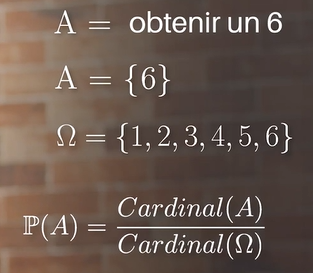 A = obtenir un 6
A = {6}
Ω = {1, 2, 3, 4, 5, 6}
ℙ(A) = Cardinal(A) / Cardinal(Ω)